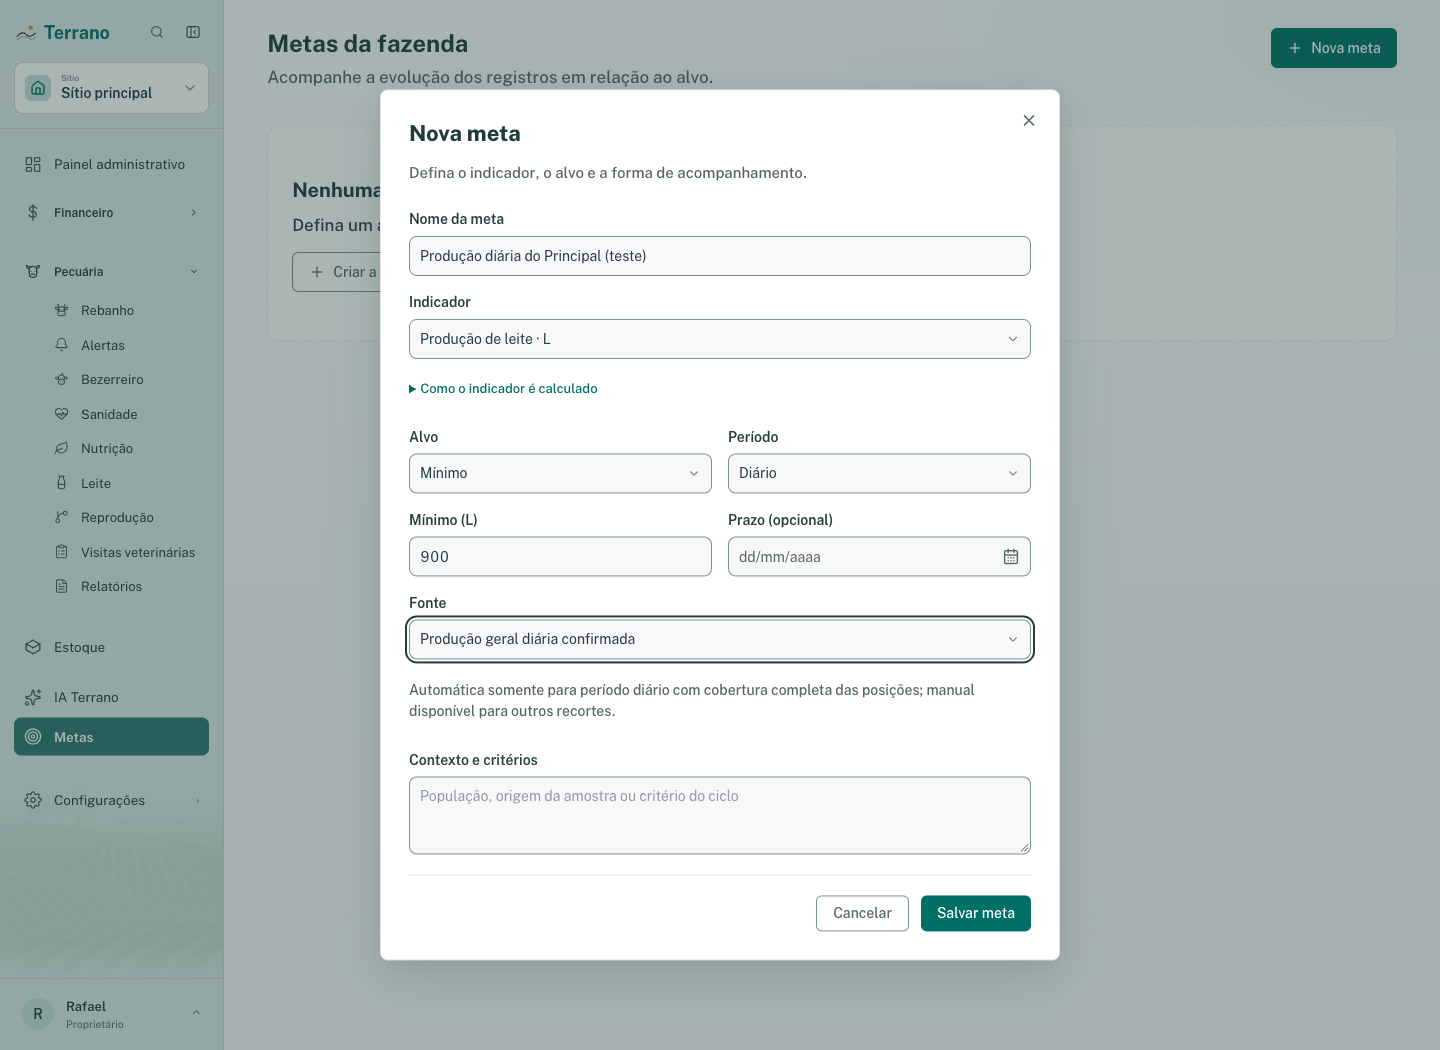 Terrano
Sítio
Sítio principal
Painel administrativo
Financeiro
Pecuária
Rebanho
Alertas
Bezerreiro
Sanidade
Nutrição
Leite
Reprodução
Visitas veterinárias
Relatórios
Estoque
IA Terrano
Metas
Configurações
R
Rafael
Proprietário
Metas da fazenda
Acompanhe a evolução dos registros em relação ao alvo.
Nova meta
Nenhuma
Defina um
Criar a
Nova meta
Defina o indicador, o alvo e a forma de acompanhamento.
Nome da meta
Produção diária do Principal (teste)
Indicador
Produção de leite · L
Como o indicador é calculado
Alvo
Período
Mínimo
Diário
Mínimo (L)
Prazo (opcional)
900
dd/mm/aaaa
Fonte
Produção geral diária confirmada
Automática somente para período diário com cobertura completa das posições; manual
disponível para outros recortes.
Contexto e critérios
População, origem da amostra ou critério do ciclo
Cancelar
Salvar meta